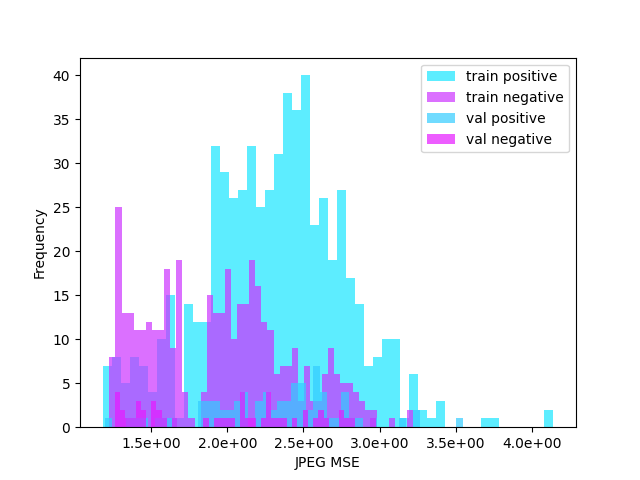 train positive
train negative
val positive
val negative
Frequency
40
35
30
25
20
15
10
5
0
1.5e+00 2.0e+00 2.5e+00 3.0e+00 3.5e+00 4.0e+00
JPEG MSE